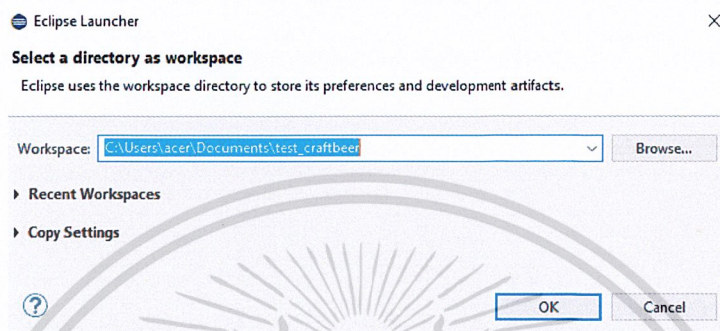 Eclipse Launcher
Select a directory as workspace
Eclipse uses the workspace directory to store its preferences and development artifacts.
Workspace: C:\Users\acer\Documents\test_craftbeer Browse...
Recent Workspaces
Copy Settings
? OK Cancel